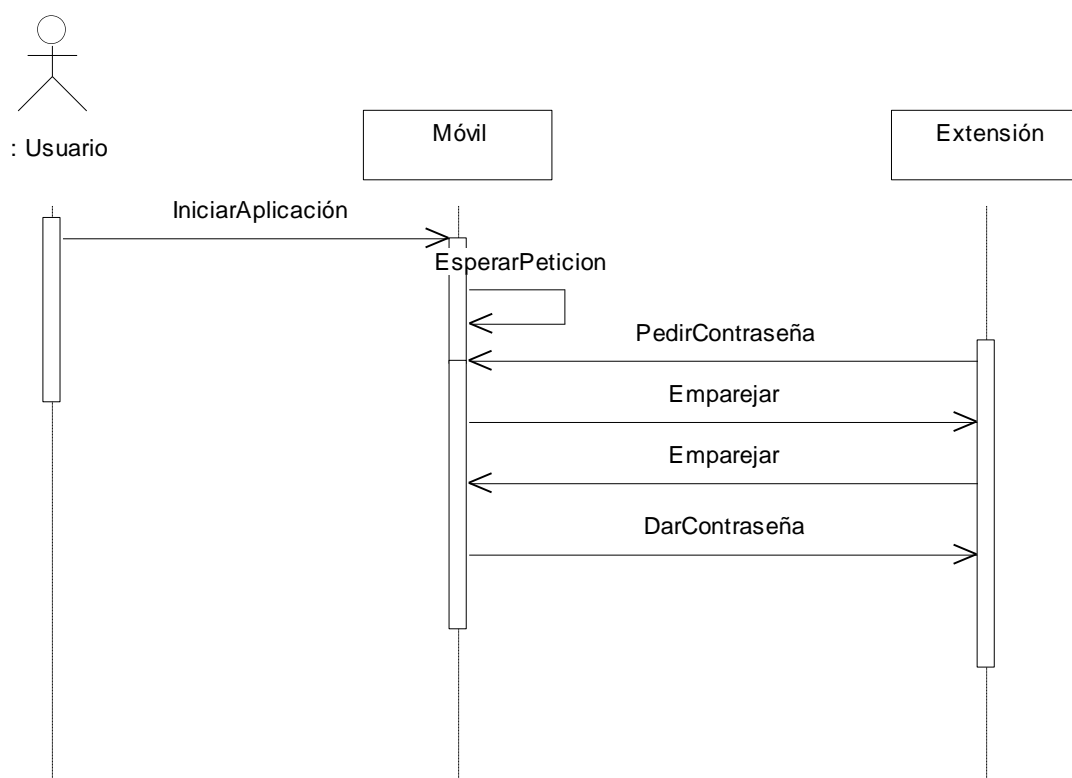 : Usuario
Móvil
Extensión
IniciarAplicación
EsperarPeticion
PedirContraseña
Emparejar
Emparejar
DarContraseña